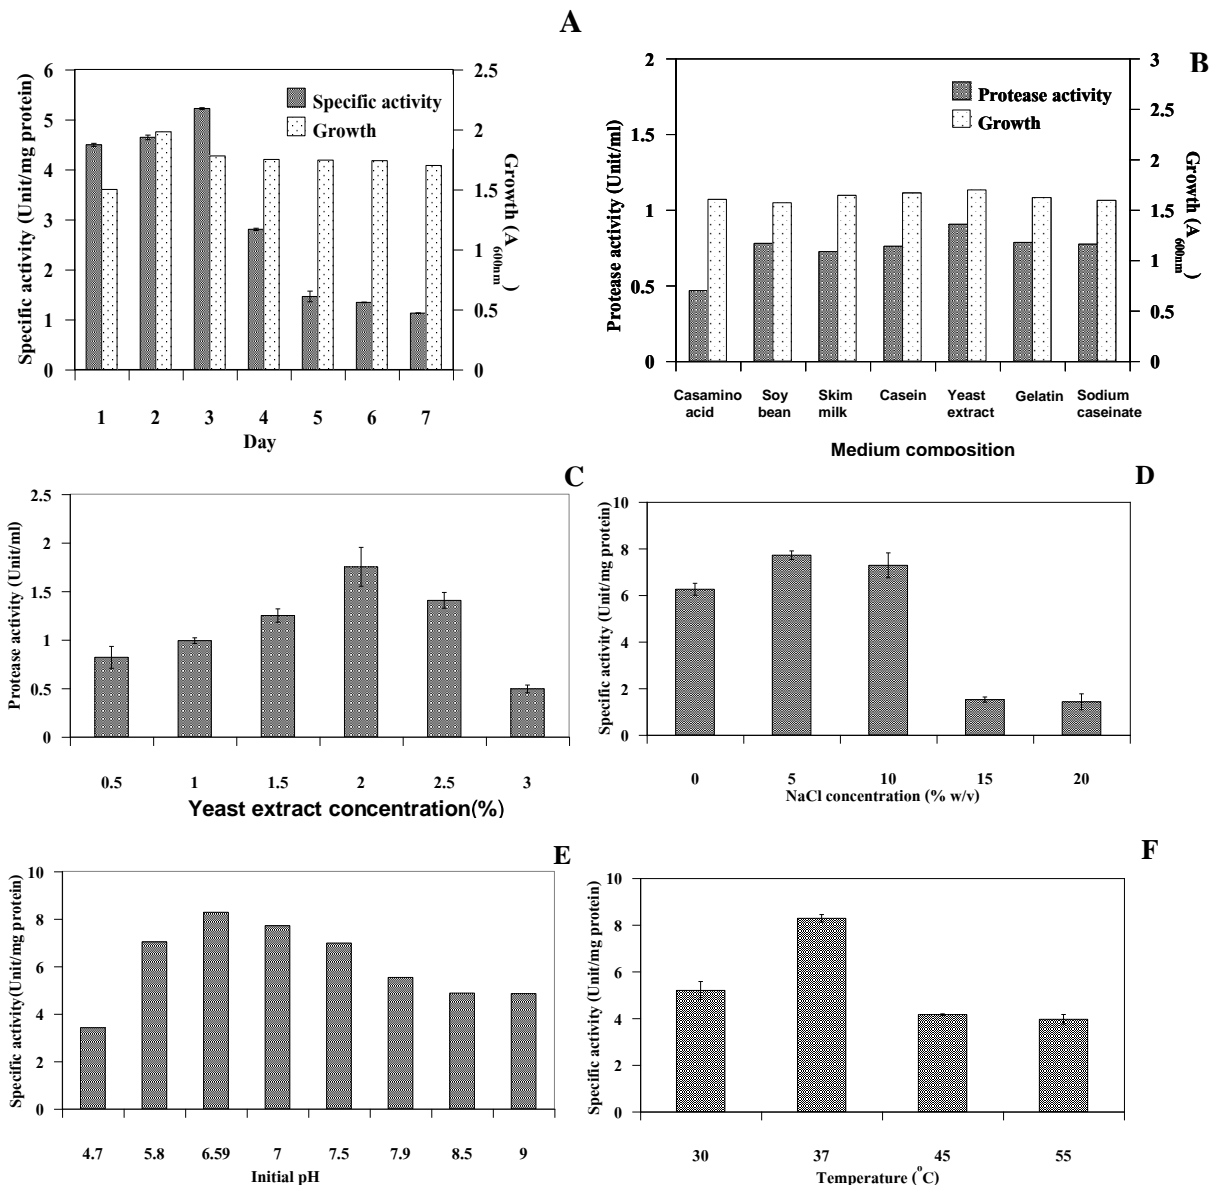 A
6
5
4
3
2
1
0
Specific activity (Unit/mg protein)
Specific activity
Growth
2.5
2
1.5
1
0.5
0
Growth (A600nm)
1 2 3 4 5 6 7
Day
B
2
1.5
1
0.5
0
Protease activity (Unit/ml)
Protease activity
Growth
3
2.5
2
1.5
1
0.5
0
Growth (A600nm)
Casamino Soy Skim Casein Yeast Gelatin Sodium
acid bean milk extract caseinate
Medium composition
C
2.5
2
1.5
1
0.5
0
Protease activity (Unit/ml)
0.5 1 1.5 2 2.5 3
Yeast extract concentration(%)
D
10
8
6
4
2
0
Specific activity (Unit/mg protein)
0 5 10 15 20
NaCl concentration (% w/v)
E
10
8
6
4
2
0
Specific activity(Unit/mg protein)
4.7 5.8 6.59 7 7.5 7.9 8.5 9
Initial pH
F
10
8
6
4
2
0
Specific activity (Unit/mg protein)
30 37 45 55
Temperature (°C)